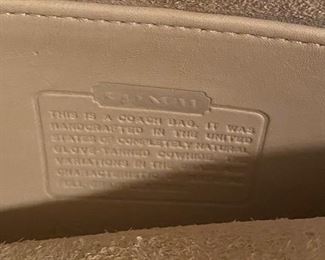 COACH
THIS IS A COACH BAG. IT WAS
HANDCRAFTED IN THE UNITED
STATES OF COMPLETELY NATURAL
GLOVE-TANNED COWHIDE.
VARIATIONS IN THE
CHARACTERISTIC